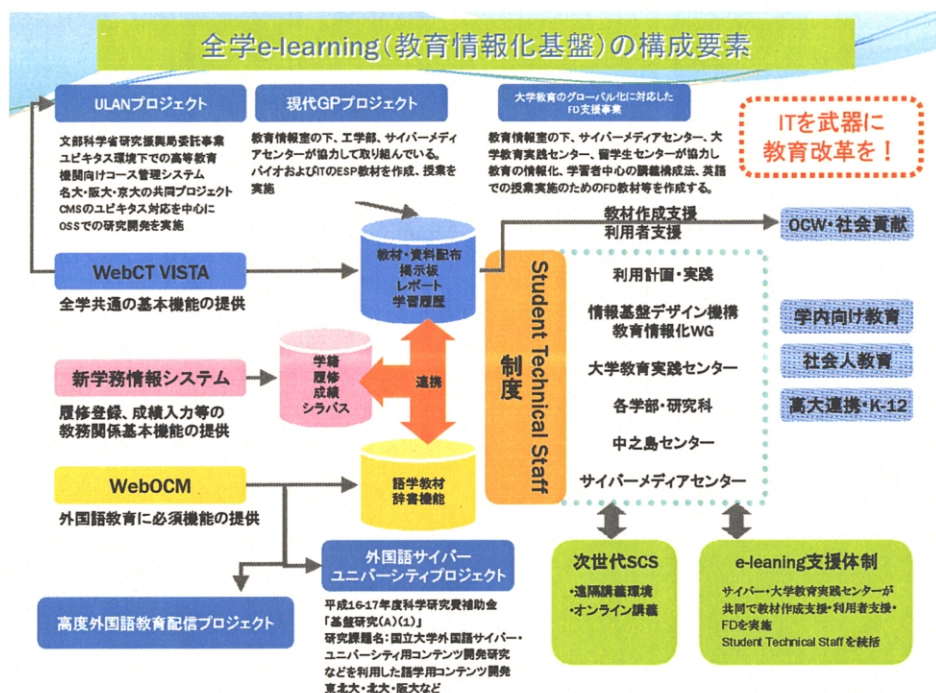 全学e-learning(教育情報化基盤)の構成要素
ULANプロジェクト
文部科学省研究振興局委託事業
ユビキタス環境下での高等教育
機関向けコース管理システム
名大・阪大・京大の共同プロジェクト
CMSのユビキタス対応を中心に
OSSでの研究開発を実施
現代GPプロジェクト
教育情報室の下、工学部、サイバーメディ
アセンターが協力して取り組んでいる。
バイオおよびITのESP教材を作成、授業を
実施
大学教育のグローバル化に対応した
FD支援事業
教育情報室の下、サイバーメディアセンター、大
学教育実践センター、留学生センターが協力し
教育の情報化、学習者中心の講義構成法、英語
での授業実施のためのFD教材等を作成する。
ITを武器に
教育改革を!
WebCT VISTA
全学共通の基本機能の提供
教材・資料配布
掲示板
レポート
学習履歴
新学務情報システム
履修登録、成績入力等の
教務関係基本機能の提供
学籍
履修
成績
シラバス
連携
WebOCM
外国語教育に必須機能の提供
語学教材
辞書機能
Student Technical Staff
制度
教材作成支援
利用者支援
利用計画・実践
情報基盤デザイン機構
教育情報化WG
大学教育実践センター
各学部・研究科
中之島センター
サイバーメディアセンター
OCW・社会貢献
学内向け教育
社会人教育
高大連携・K-12
高度外国語教育配信プロジェクト
外国語サイバー
ユニバーシティプロジェクト
平成16-17年度科学研究費補助金
『基盤研究(A)(1)』
研究課題名:国立大学外国語サイバー・
ユニバーシティ用コンテンツ開発研究
などを利用した語学用コンテンツ開発
東北大・北大・阪大など
次世代SCS
・遠隔講義環境
・オンライン講義
e-leaning支援体制
サイバー・大学教育実践センターが
共同で教材作成支援・利用者支援・
FDを実施
Student Technical Staffを統括